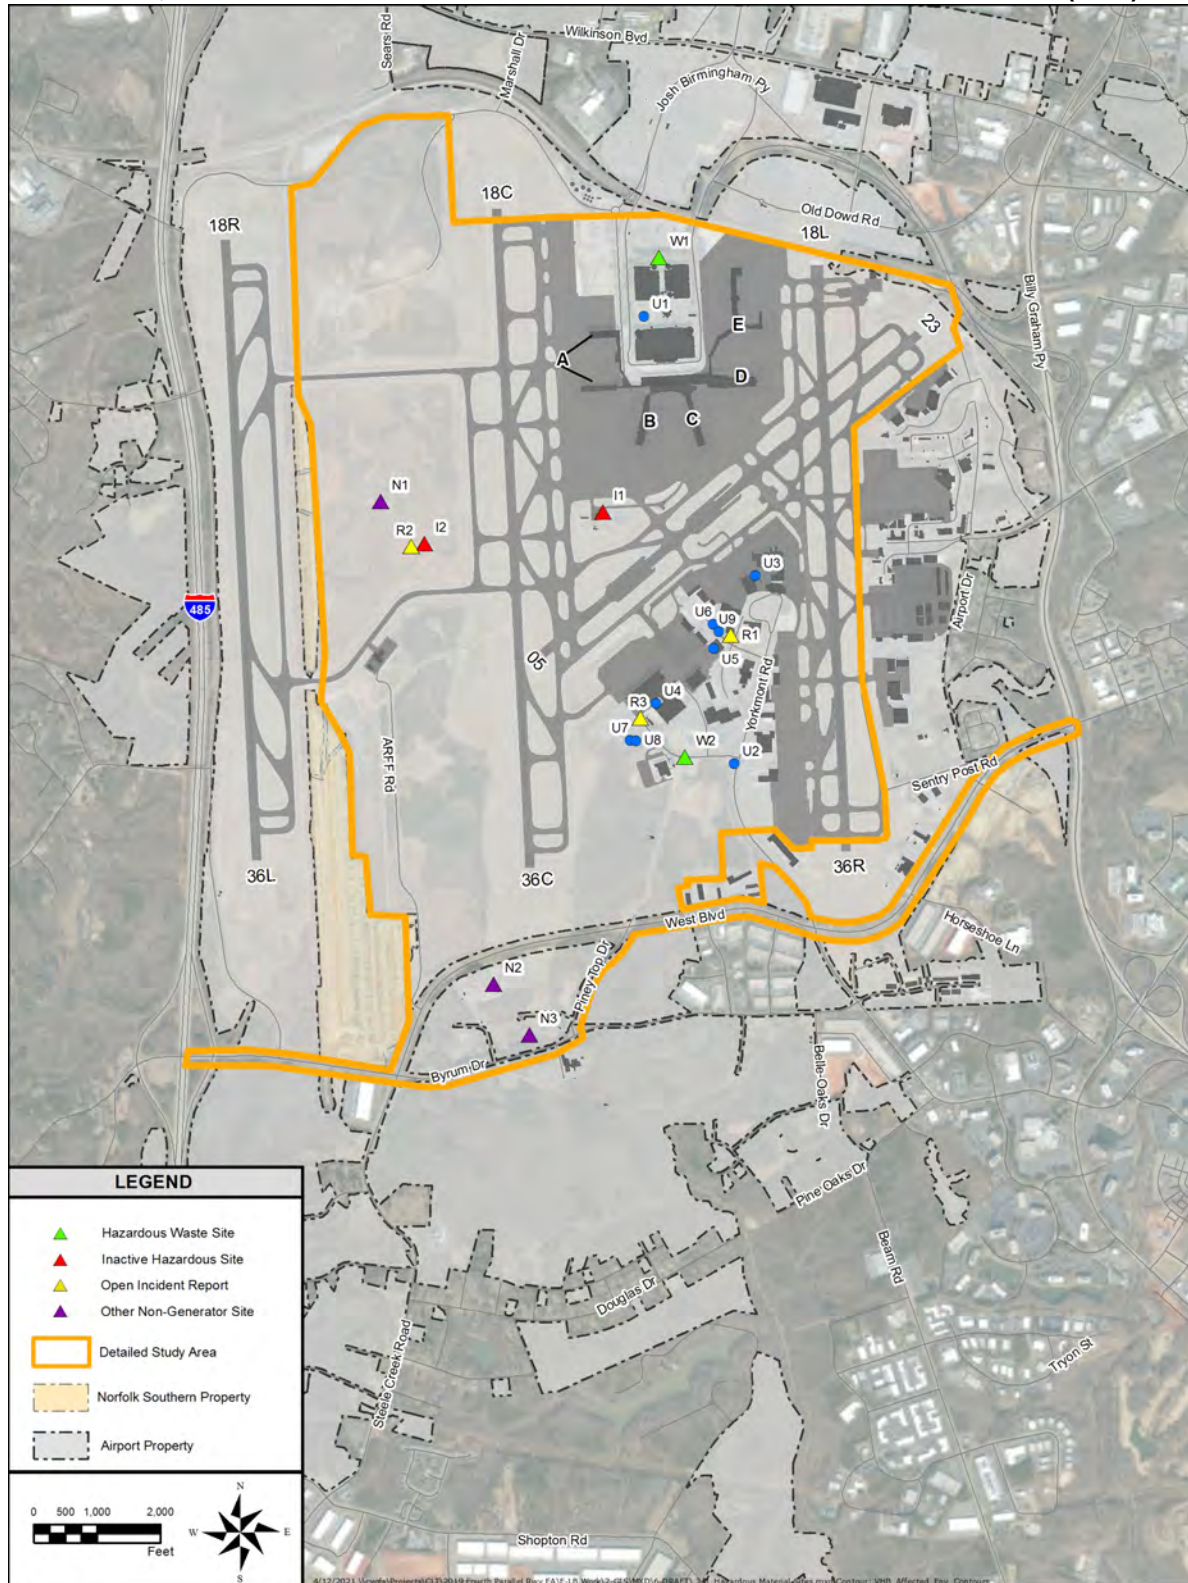 Sears Rd
Marshall Dr
Wilkinson Bvd
Josh Birmingham Py
Old Dowd Rd
18R
18C
18L
W1
U1
E
23
Billy Graham Py
A
D
B
C
N1
I1
R2
I2
485
U3
Airport Dr
U6
U9
R1
U5
05
Yorkmont Rd
U4
R3
U7
U8
W2
U2
ARFF Rd
Sentry Post Rd
36L
36C
36R
West Blvd
Horseshoe Ln
N2
Piney Top Dr
N3
Byrum Dr
Belle-Oaks Dr
Pine Oaks Dr
Beam Rd
Douglas Dr
Tryon St
Steele Creek Road
Shopton Rd
LEGEND
Hazardous Waste Site
Inactive Hazardous Site
Open Incident Report
Other Non-Generator Site
Detailed Study Area
Norfolk Southern Property
Airport Property
0 500 1,000 2,000
Feet
N
W E
S